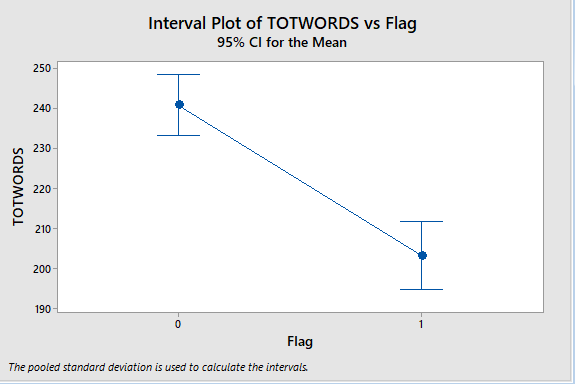 Interval Plot of TOTWORDS vs Flag
95% CI for the Mean
250
240
230
220
210
200
190
TOTWORDS
0
1
Flag
The pooled standard deviation is used to calculate the intervals.